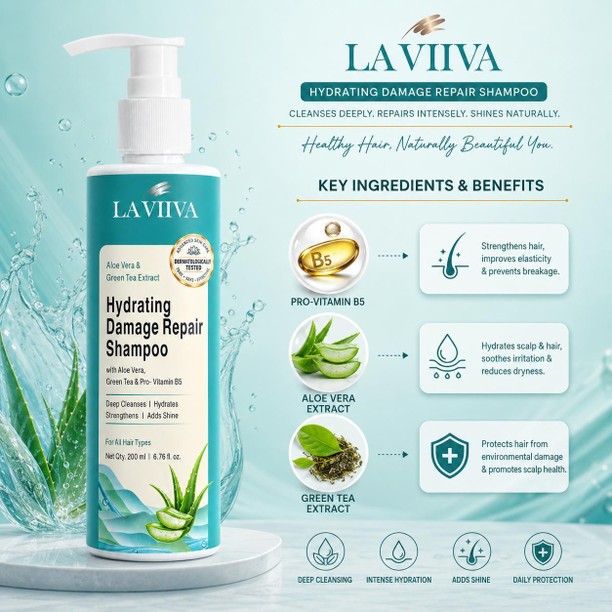 LAVIIVA
HYDRATING DAMAGE REPAIR SHAMPOO
CLEANSES DEEPLY. REPAIRS INTENSELY. SHINES NATURALLY.
Healthy Hair, Naturally Beautiful You.
KEY INGREDIENTS & BENEFITS
B5
PRO-VITAMIN B5
Strengthens hair,
improves elasticity
& prevents breakage.
ALOE VERA
EXTRACT
Hydrates scalp & hair,
soothes irritation &
reduces dryness.
GREEN TEA
EXTRACT
Protects hair from
environmental damage
& promotes scalp health.
DEEP CLEANSING
INTENSE HYDRATION
ADDS SHINE
DAILY PROTECTION
LAVIIVA
DERMATOLOGICALLY
TESTED
Aloe Vera &
Green Tea Extract
Hydrating
Damage Repair
Shampoo
with Aloe Vera,
Green Tea & Pro- Vitamin B5
Deep Cleanses | Hydrates
Strengthens | Adds Shine
For All Hair Types
Net Qty. 200 ml | 6.76 fl. oz.